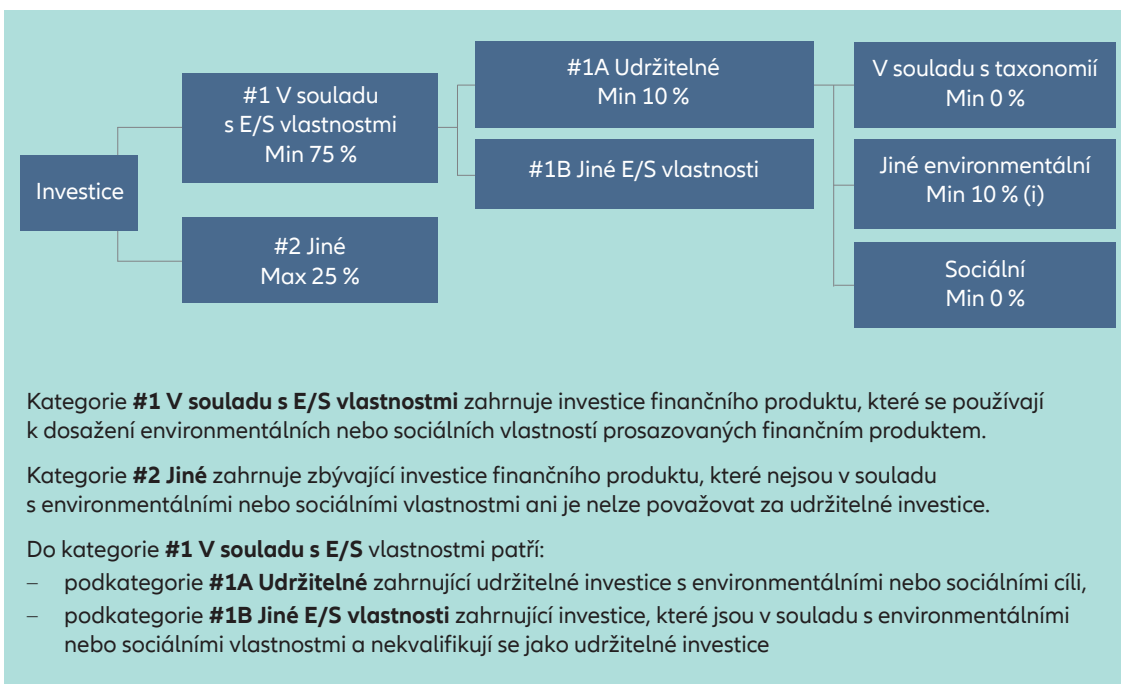 Investice
#1 V souladu
s E/S vlastnostmi
Min 75 %
#2 Jiné
Max 25 %
#1A Udržitelné
Min 10 %
#1B Jiné E/S vlastnosti
V souladu s taxonomií
Min 0 %
Jiné environmentální
Min 10 % (i)
Sociální
Min 0 %
Kategorie #1 V souladu s E/S vlastnostmi zahrnuje investice finančního produktu, které se používají
k dosažení environmentálních nebo sociálních vlastností prosazovaných finančním produktem.
Kategorie #2 Jiné zahrnuje zbývající investice finančního produktu, které nejsou v souladu
s environmentálními nebo sociálními vlastnostmi ani je nelze považovat za udržitelné investice.
Do kategorie #1 V souladu s E/S vlastnostmi patří:
– podkategorie #1A Udržitelné zahrnující udržitelné investice s environmentálními nebo sociálními cíli,
– podkategorie #1B Jiné E/S vlastnosti zahrnující investice, které jsou v souladu s environmentálními
nebo sociálními vlastnostmi a nekvalifikují se jako udržitelné investice